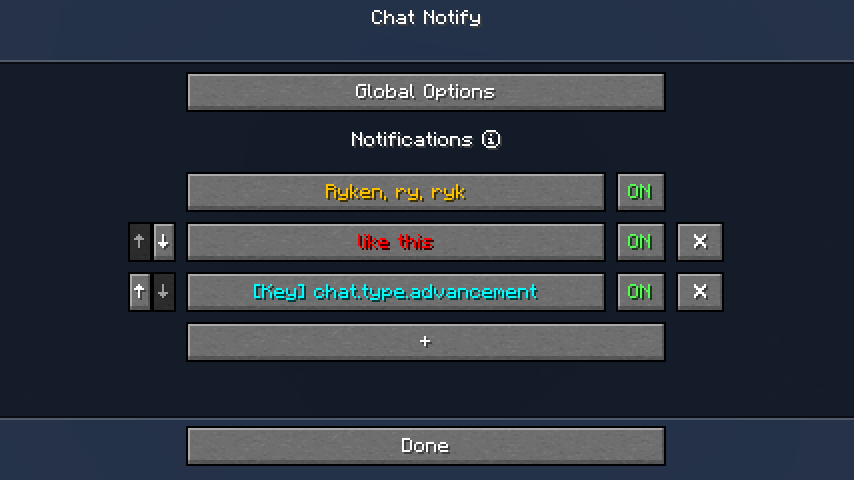 Chat Notify
Global Options
Notifications ⓘ
Ryken, ry, ryk ON
↑ ↓ like this ON ✕
↑ ↓ [Key] chat.type.advancement ON ✕
+
Done